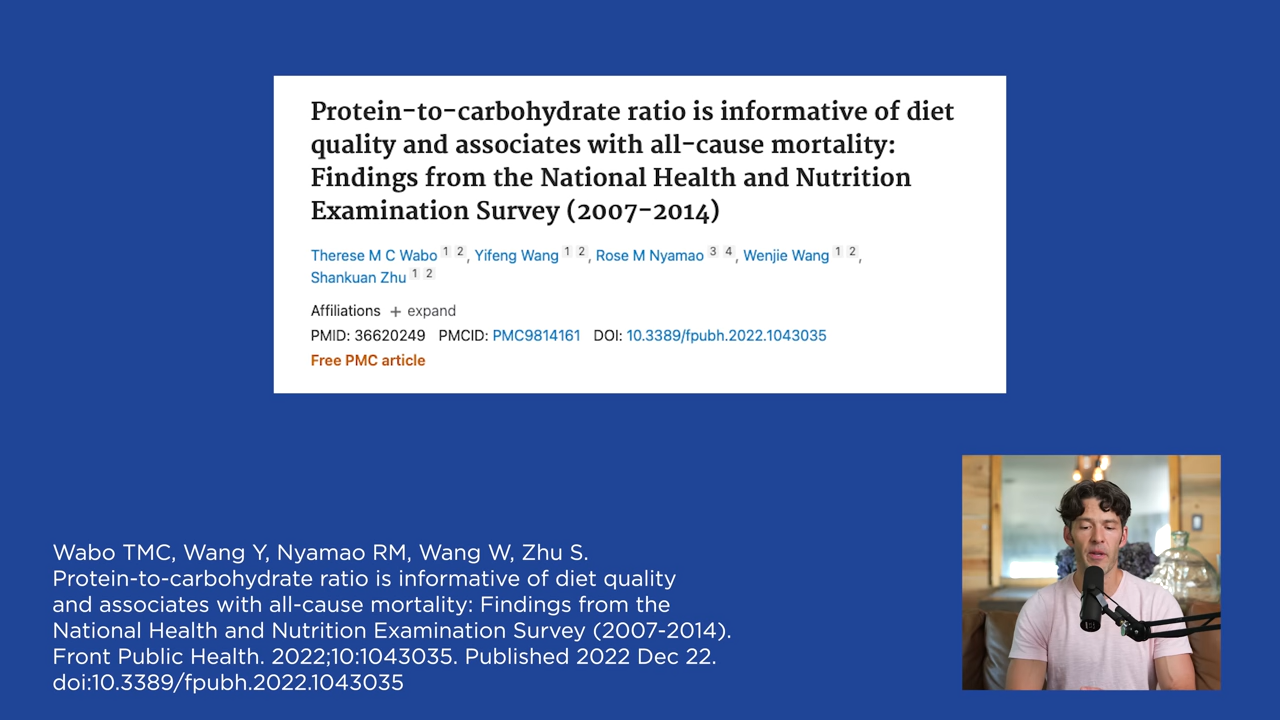 Protein-to-carbohydrate ratio is informative of diet
quality and associates with all-cause mortality:
Findings from the National Health and Nutrition
Examination Survey (2007-2014)
Therese M C Wabo 1 2, Yifeng Wang 1 2, Rose M Nyamao 3 4, Wenjie Wang 1 2,
Shankuan Zhu 1 2
Affiliations + expand
PMID: 36620249 PMCID: PMC9814161 DOI: 10.3389/fpubh.2022.1043035
Free PMC article
Wabo TMC, Wang Y, Nyamao RM, Wang W, Zhu S.
Protein-to-carbohydrate ratio is informative of diet quality
and associates with all-cause mortality: Findings from the
National Health and Nutrition Examination Survey (2007-2014).
Front Public Health. 2022;10:1043035. Published 2022 Dec 22.
doi:10.3389/fpubh.2022.1043035